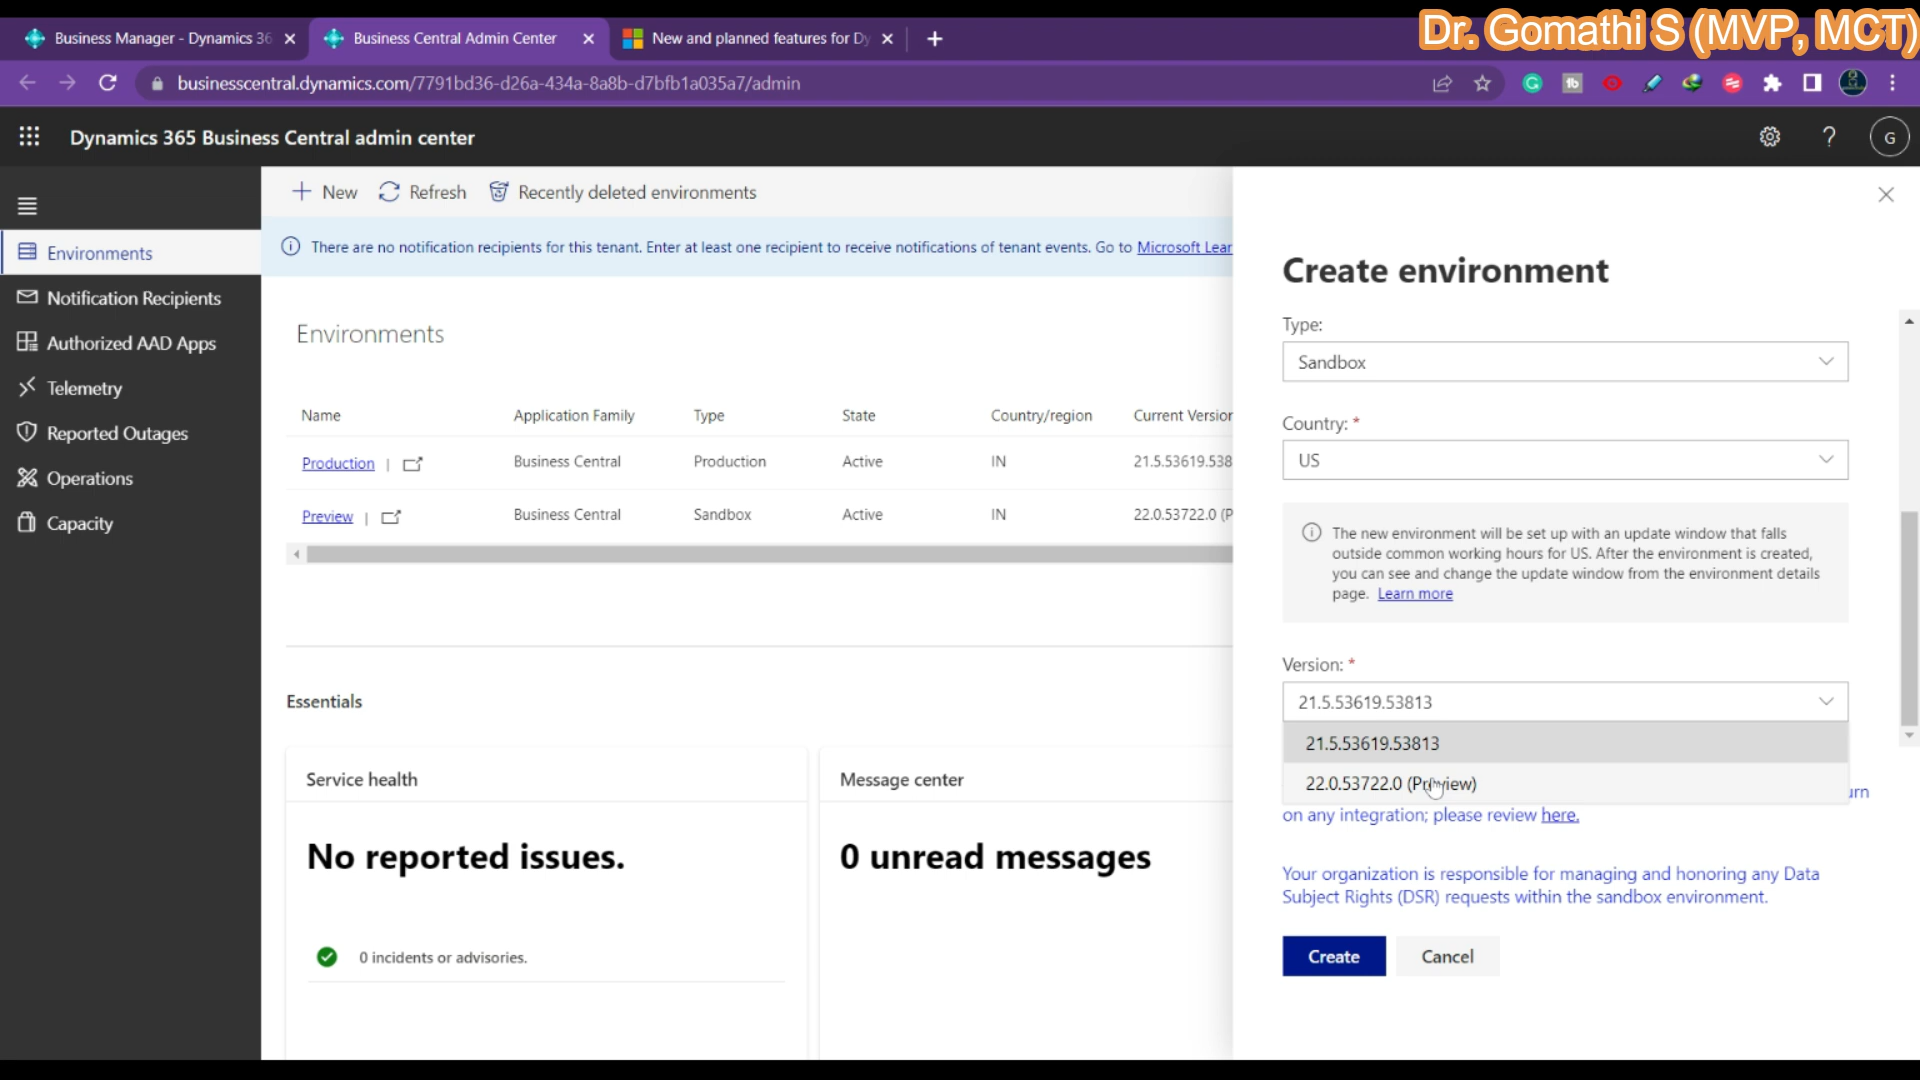 Dr. Gomathi S (MVP, MCT)
Business Manager - Dynamics 36
Business Central Admin Center
New and planned features for Dy
businesscentral.dynamics.com/7791bd36-d26a-434a-8a8b-d7bfb1a035a7/admin
Dynamics 365 Business Central admin center
G
New
Refresh
Recently deleted environments
There are no notification recipients for this tenant. Enter at least one recipient to receive notifications of tenant events. Go to Microsoft Lear
Environments
Notification Recipients
Authorized AAD Apps
Telemetry
Reported Outages
Operations
Capacity
Environments
Name Application Family Type State Country/region Current Version
Production | Business Central Production Active IN 21.5.53619.538
Preview | Business Central Sandbox Active IN 22.0.53722.0 (P
Essentials
Service health
No reported issues.
0 incidents or advisories.
Message center
0 unread messages
Create environment
Type:
Sandbox
Country: *
US
The new environment will be set up with an update window that falls
outside common working hours for US. After the environment is created,
you can see and change the update window from the environment details
page. Learn more
Version: *
21.5.53619.53813
21.5.53619.53813
22.0.53722.0 (Preview)
urn
on any integration; please review here.
Your organization is responsible for managing and honoring any Data
Subject Rights (DSR) requests within the sandbox environment.
Create
Cancel